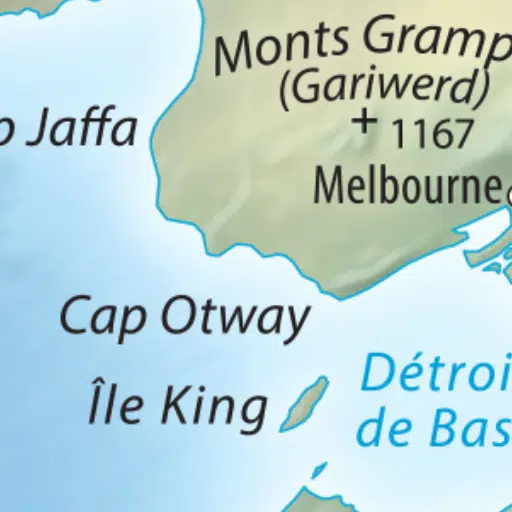 Monts Gramp
(Gariwerd)
p Jaffa
1167
Melbourne
Cap Otway
Île King
Détroi
de Bas